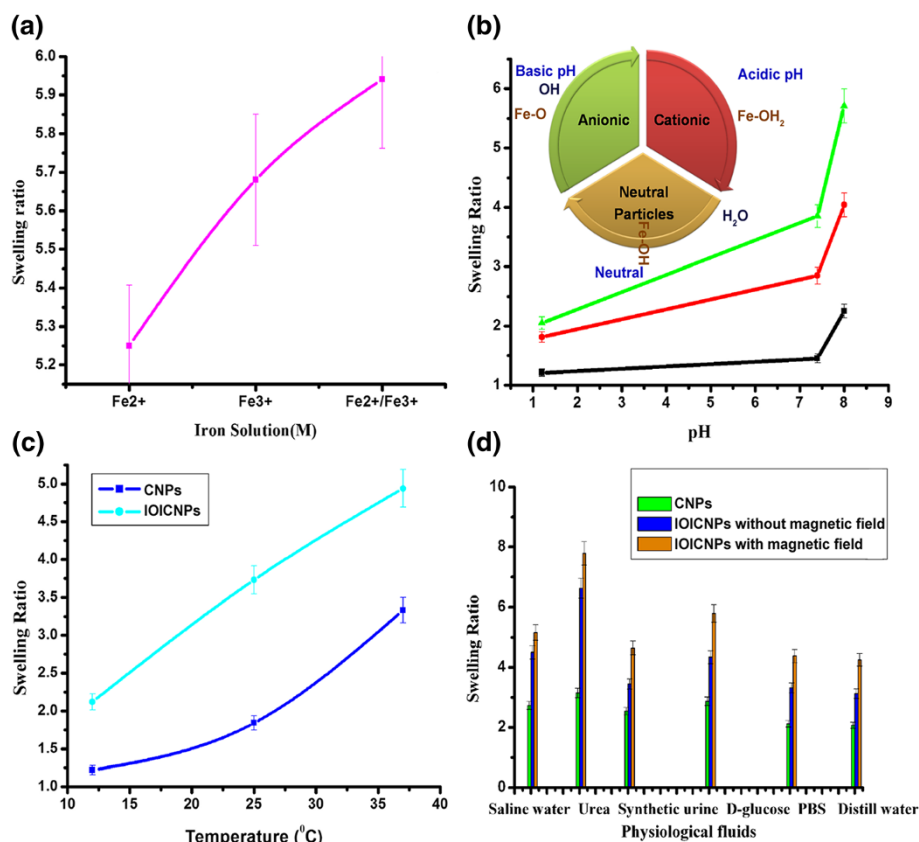 (a)
6.0
5.9
5.8
5.7
5.6
5.5
5.4
5.3
5.2
Swelling ratio
Fe2+
Fe3+
Fe2+/Fe3+
Iron Solution(M)
(b)
6
5
4
3
2
1
Swelling Ratio
Basic pH
OH
Fe-O
Anionic
Cationic
Acidic pH
Fe-OH2
Neutral
Particles
Fe-OH
H2O
Neutral
1 2 3 4 5 6 7 8 9
pH
(c)
CNPs
IOICNPs
5.0
4.5
4.0
3.5
3.0
2.5
2.0
1.5
1.0
Swelling Ratio
10 15 20 25 30 35 40
Temperature (0C)
(d)
CNPs
IOICNPs without magnetic field
IOICNPs with magnetic field
10
8
6
4
2
0
Swelling Ratio
Saline water Urea Synthetic urine D-glucose PBS Distill water
Physiological fluids